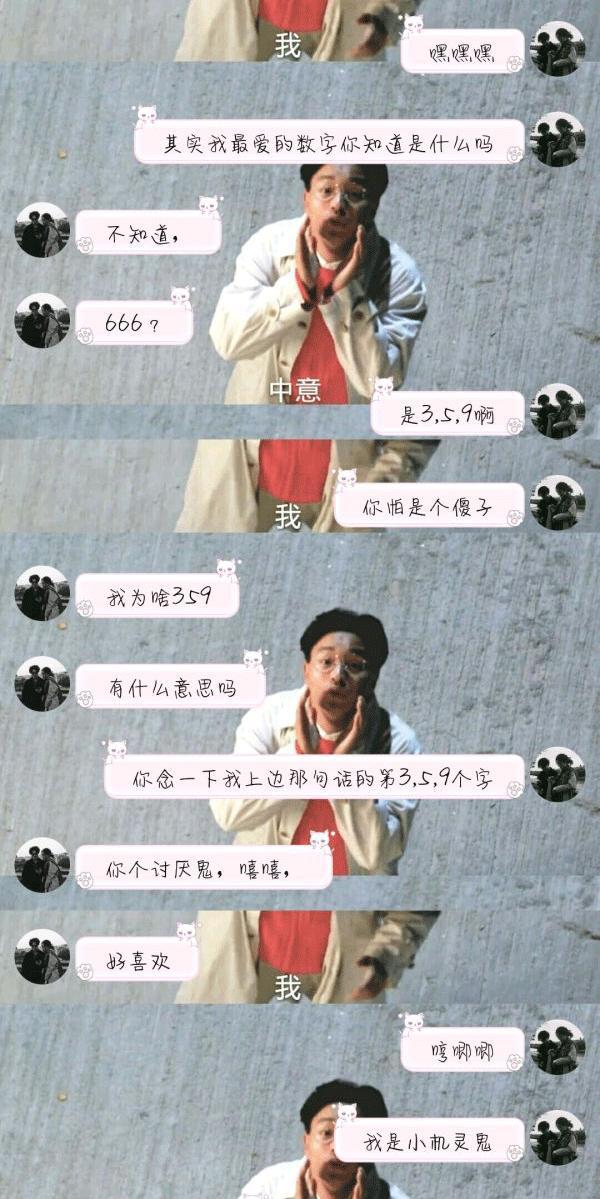 我
嘿嘿嘿
其实我最爱的数字你知道是什么吗
不知道，
666？
中意
是3,5,9啊
你怕是个傻子
我
我为啥359
有什么意思吗
你念一下我上边那句话的第3,5,9个字
你个讨厌鬼，嘻嘻，
好喜欢
我
哼唧唧
我是小机灵鬼